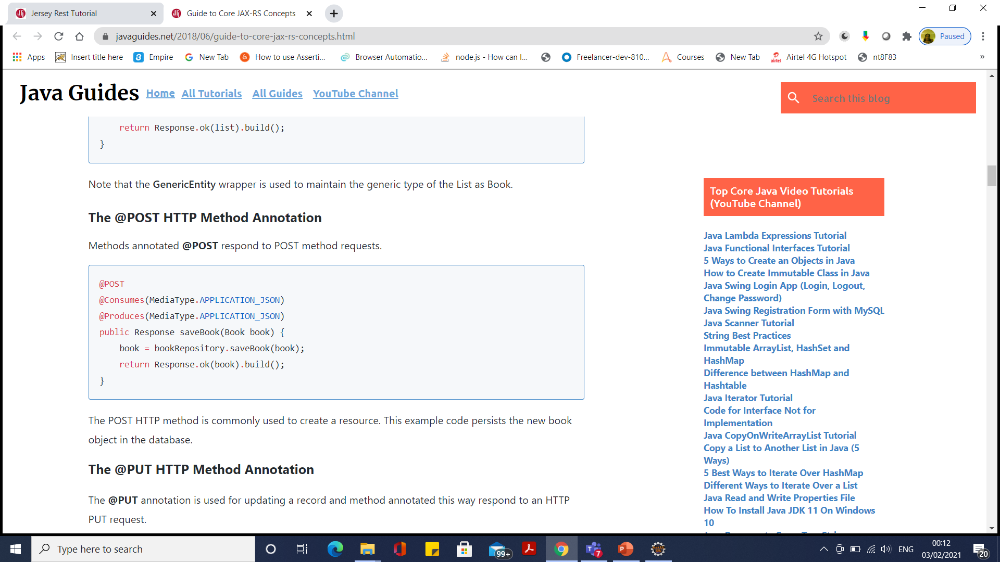 Jersey Rest Tutorial
Guide to Core JAX-RS Concepts
javaguides.net/2018/06/guide-to-core-jax-rs-concepts.html
Paused
Apps
Insert title here
Empire
New Tab
How to use Asserti...
Browser Automatio...
node.js - How can I...
Freelancer-dev-810...
Courses
New Tab
airtel
Airtel 4G Hotspot
nt8F83
»
Java Guides
Home
All Tutorials
All Guides
YouTube Channel
Search this blog
return Response.ok(list).build();
}
Note that the GenericEntity wrapper is used to maintain the generic type of the List as Book.
The @POST HTTP Method Annotation
Methods annotated @POST respond to POST method requests.
@POST
@Consumes(MediaType.APPLICATION_JSON)
@Produces(MediaType.APPLICATION_JSON)
public Response saveBook(Book book) {
book = bookRepository.saveBook(book);
return Response.ok(book).build();
}
The POST HTTP method is commonly used to create a resource. This example code persists the new book
object in the database.
The @PUT HTTP Method Annotation
The @PUT annotation is used for updating a record and method annotated this way respond to an HTTP
PUT request.
Top Core Java Video Tutorials
(YouTube Channel)
Java Lambda Expressions Tutorial
Java Functional Interfaces Tutorial
5 Ways to Create an Objects in Java
How to Create Immutable Class in Java
Java Swing Login App (Login, Logout,
Change Password)
Java Swing Registration Form with MySQL
Java Scanner Tutorial
String Best Practices
Immutable ArrayList, HashSet and
HashMap
Difference between HashMap and
Hashtable
Java Iterator Tutorial
Code for Interface Not for
Implementation
Java CopyOnWriteArrayList Tutorial
Copy a List to Another List in Java (5
Ways)
5 Best Ways to Iterate Over HashMap
Different Ways to Iterate Over a List
Java Read and Write Properties File
How To Install Java JDK 11 On Windows
10
Type here to search
99+
7
ENG
00:12
03/02/2021
20